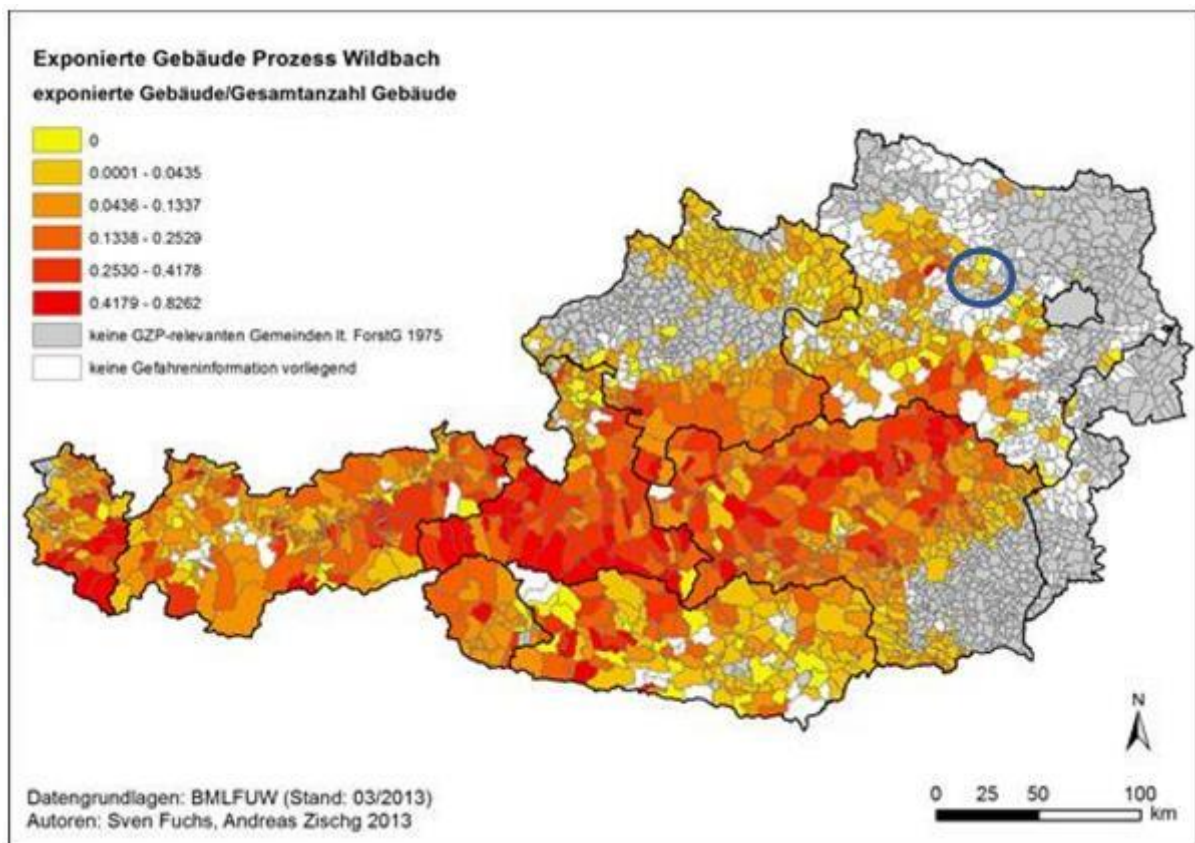 Exponierte Gebäude Prozess Wildbach
exponierte Gebäude/Gesamtanzahl Gebäude
0
0.0001 - 0.0435
0.0436 - 0.1337
0.1338 - 0.2529
0.2530 - 0.4178
0.4179 - 0.8262
keine GZP-relevanten Gemeinden lt. ForstG 1975
keine Gefahreninformation vorliegend
N
Datengrundlagen: BMLFUW (Stand: 03/2013)
Autoren: Sven Fuchs, Andreas Zischg 2013
0 25 50 100
km